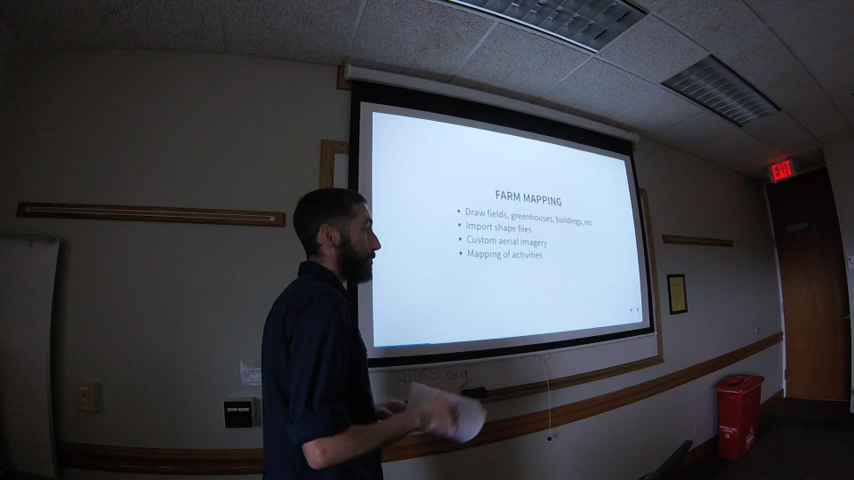 EXIT
FARM MAPPING
• Draw fields, greenhouses, buildings, etc
• Import shape files
• Custom aerial imagery
• Mapping of activities